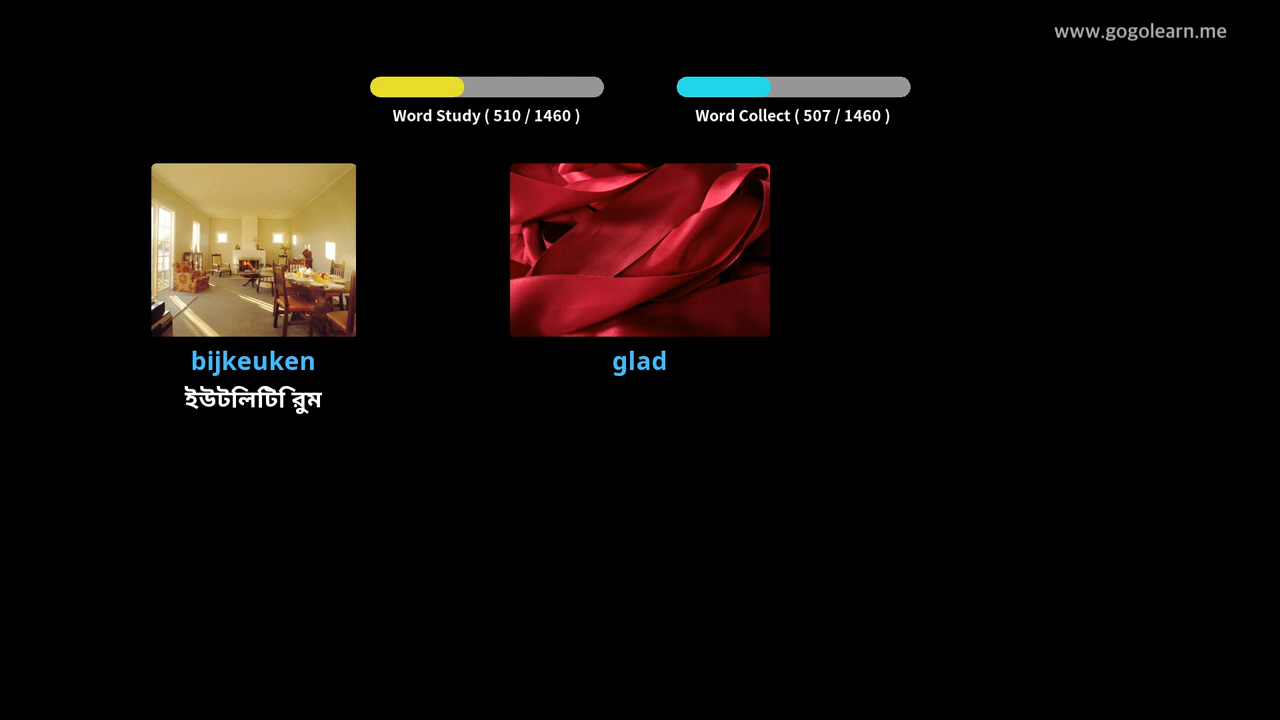 www.gogolearn.me
Word Study ( 510 / 1460 )
Word Collect ( 507 / 1460 )
bijkeuken
glad
ইউটিলিটি রুম